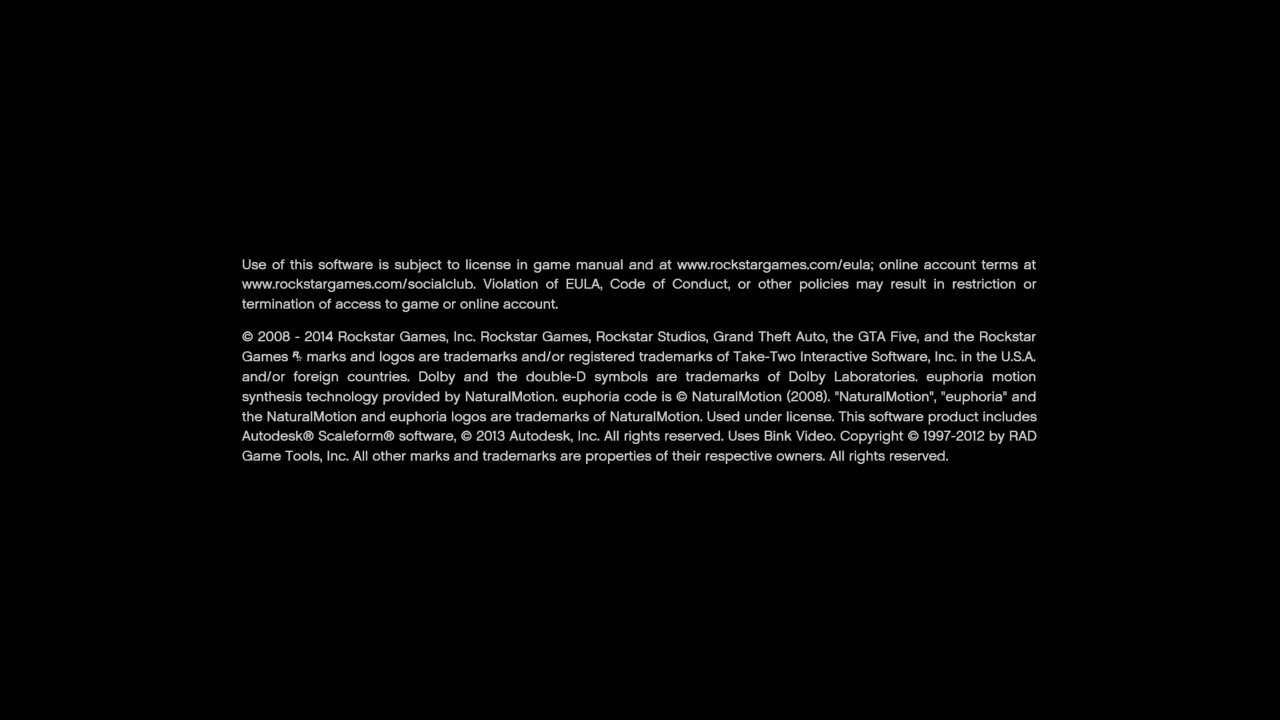 Use of this software is subject to license in game manual and at www.rockstargames.com/eula; online account terms at
www.rockstargames.com/socialclub. Violation of EULA, Code of Conduct, or other policies may result in restriction or
termination of access to game or online account.
© 2008 - 2014 Rockstar Games, Inc. Rockstar Games, Rockstar Studios, Grand Theft Auto, the GTA Five, and the Rockstar
Games R* marks and logos are trademarks and/or registered trademarks of Take-Two Interactive Software, Inc. in the U.S.A.
and/or foreign countries. Dolby and the double-D symbols are trademarks of Dolby Laboratories. euphoria motion
synthesis technology provided by NaturalMotion. euphoria code is © NaturalMotion (2008). "NaturalMotion", "euphoria" and
the NaturalMotion and euphoria logos are trademarks of NaturalMotion. Used under license. This software product includes
Autodesk® Scaleform® software, © 2013 Autodesk, Inc. All rights reserved. Uses Bink Video. Copyright © 1997-2012 by RAD
Game Tools, Inc. All other marks and trademarks are properties of their respective owners. All rights reserved.